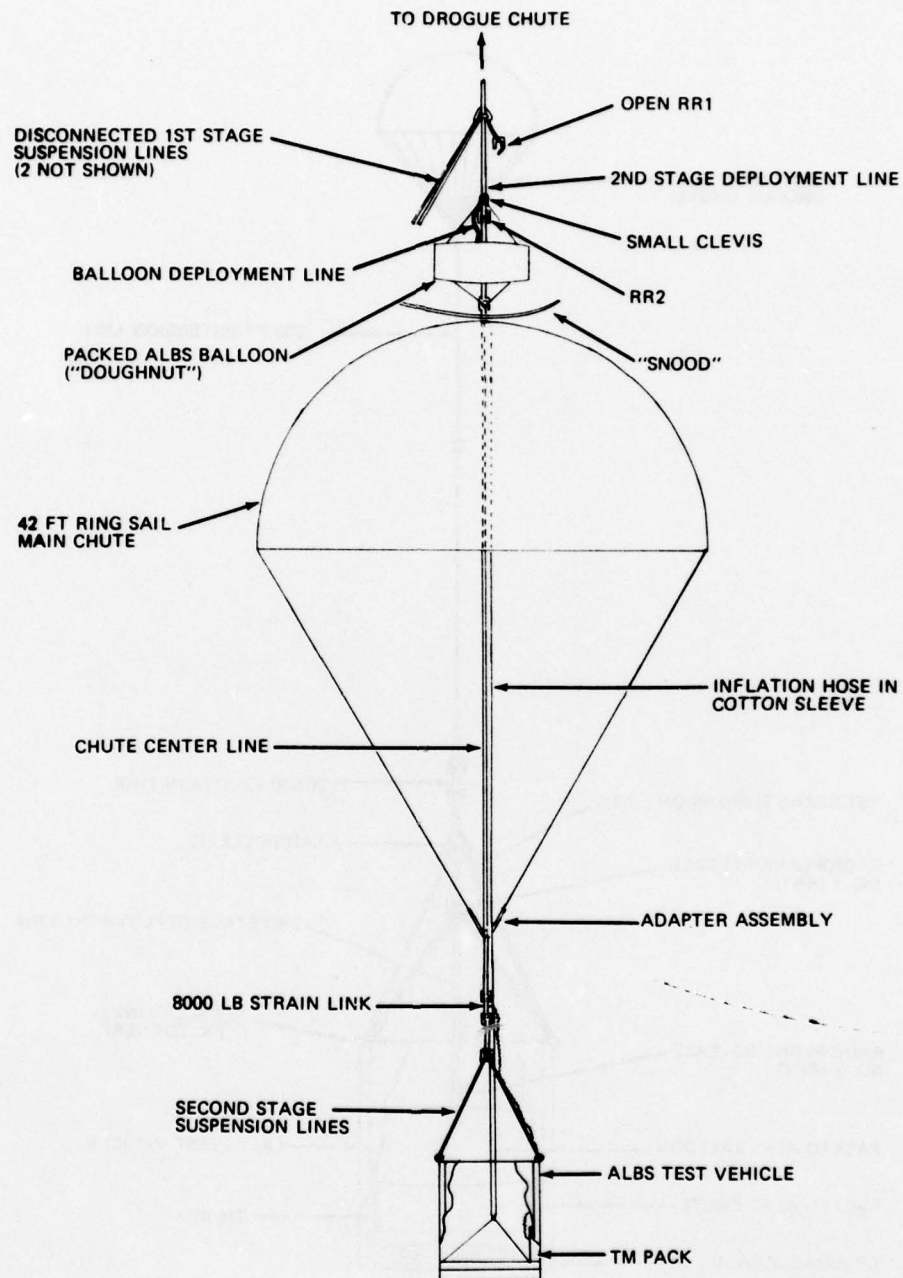 TO DROGUE CHUTE
OPEN RR1
DISCONNECTED 1ST STAGE
SUSPENSION LINES
(2 NOT SHOWN)
2ND STAGE DEPLOYMENT LINE
SMALL CLEVIS
BALLOON DEPLOYMENT LINE
RR2
PACKED ALBS BALLOON
("DOUGHNUT")
"SNOOD"
42 FT RING SAIL
MAIN CHUTE
INFLATION HOSE IN
COTTON SLEEVE
CHUTE CENTER LINE
ADAPTER ASSEMBLY
8000 LB STRAIN LINK
SECOND STAGE
SUSPENSION LINES
ALBS TEST VEHICLE
TM PACK